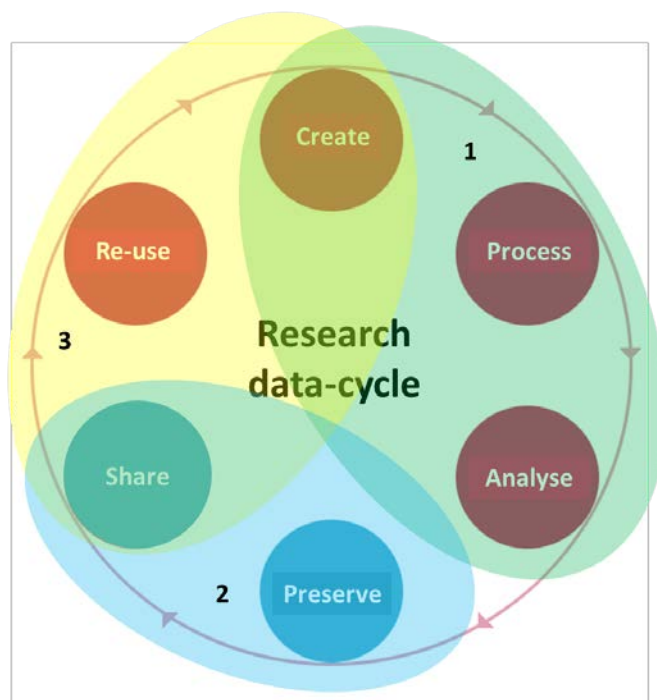 Create
1
Re-use
Process
Research
data-cycle
3
Share
Analyse
2
Preserve